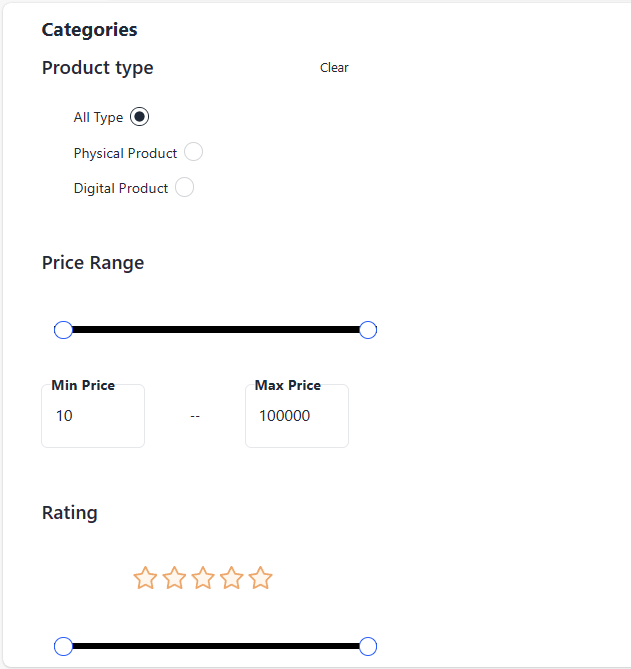 Categories
Product type Clear
All Type
Physical Product
Digital Product
Price Range
Min Price Max Price
10 -- 100000
Rating